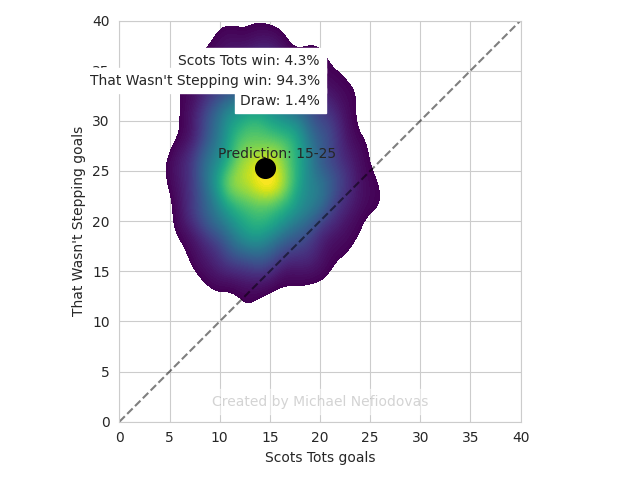 40
35
30
25
20
15
10
5
0
That Wasn't Stepping goals
Scots Tots win: 4.3%
That Wasn't Stepping win: 94.3%
Draw: 1.4%
Prediction: 15-25
Created by Michael Nefiodovas
0 5 10 15 20 25 30 35 40
Scots Tots goals